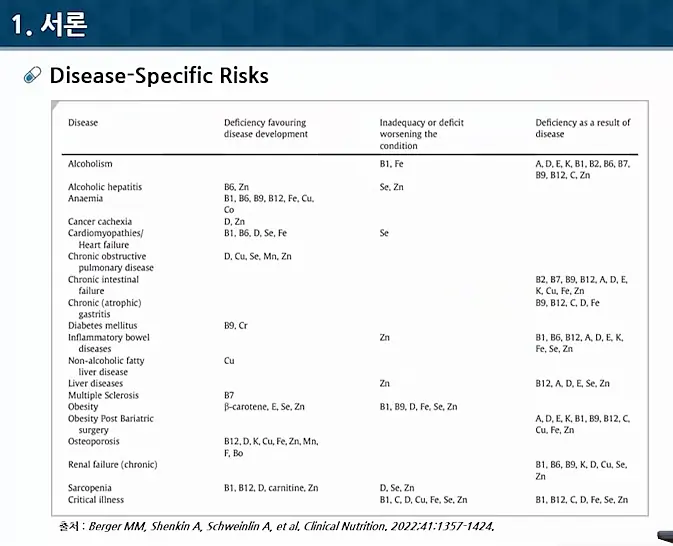 1. 서론
Disease-Specific Risks
Disease Deficiency favouring disease development Inadequacy or deficit worsening the condition Deficiency as a result of disease
Alcoholism B1, Fe A, D, E, K, B1, B2, B6, B7, B9, B12, C, Zn
Alcoholic hepatitis B6, Zn Se, Zn
Anaemia B1, B6, B9, B12, Fe, Cu, Co
Cancer cachexia D, Zn
Cardiomyopathies/ Heart failure B1, B6, D, Se, Fe Se
Chronic obstructive pulmonary disease D, Cu, Se, Mn, Zn
Chronic intestinal failure B2, B7, B9, B12, A, D, E, K, Cu, Fe, Zn
Chronic (atrophic) gastritis B9, B12, C, D, Fe
Diabetes mellitus B9, Cr
Inflammatory bowel diseases Zn B1, B6, B12, A, D, E, K, Fe, Se, Zn
Non-alcoholic fatty liver disease Cu
Liver diseases Zn B12, A, D, E, Se, Zn
Multiple Sclerosis B7
Obesity β-carotene, E, Se, Zn B1, B9, D, Fe, Se, Zn
Obesity Post Bariatric surgery A, D, E, K, B1, B9, B12, C, Cu, Fe, Zn
Osteoporosis B12, D, K, Cu, Fe, Zn, Mn, F, Bo
Renal failure (chronic) B1, B6, B9, K, D, Cu, Se, Zn
Sarcopenia B1, B12, D, carnitine, Zn D, Se, Zn
Critical illness B1, C, D, Cu, Fe, Se, Zn B1, B12, C, D, Fe, Se, Zn
출처 : Berger MM, Shenkin A, Schweinlin A, et al. Clinical Nutrition. 2022;41:1357-1424.